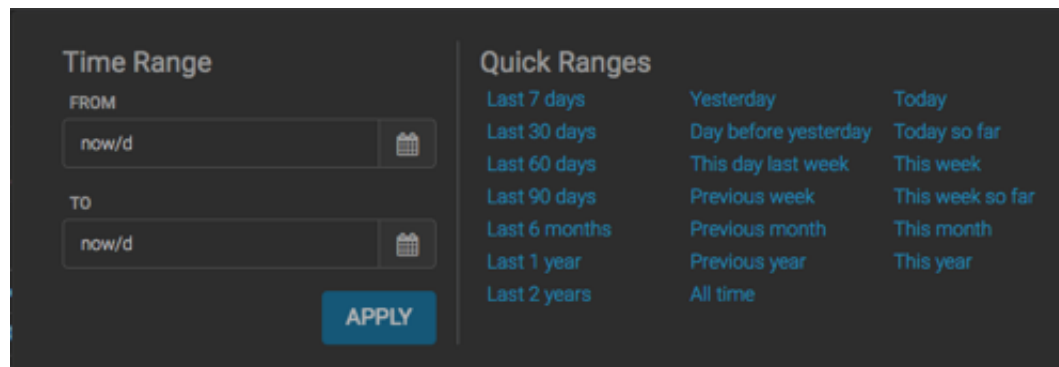 Time Range
FROM
now/d
TO
now/d
APPLY
Quick Ranges
Last 7 days
Last 30 days
Last 60 days
Last 90 days
Last 6 months
Last 1 year
Last 2 years
Yesterday
Day before yesterday
This day last week
Previous week
Previous month
Previous year
All time
Today
Today so far
This week
This week so far
This month
This year